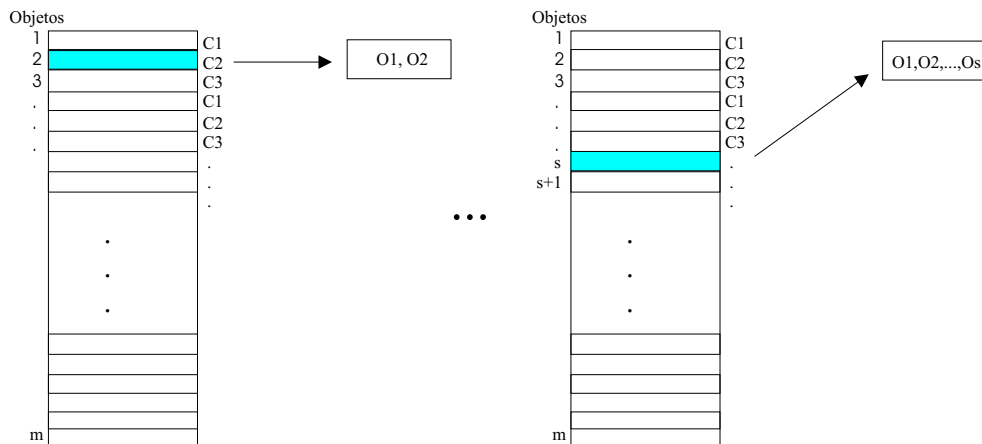 Objetos
1
2
3
.
.
.
m
C1
C2
C3
C1
C2
C3
.
.
.
O1, O2
.
.
.
...
Objetos
1
2
3
.
.
.
s
s+1
m
C1
C2
C3
C1
C2
C3
.
.
.
O1,O2,...,Os
.
.
.